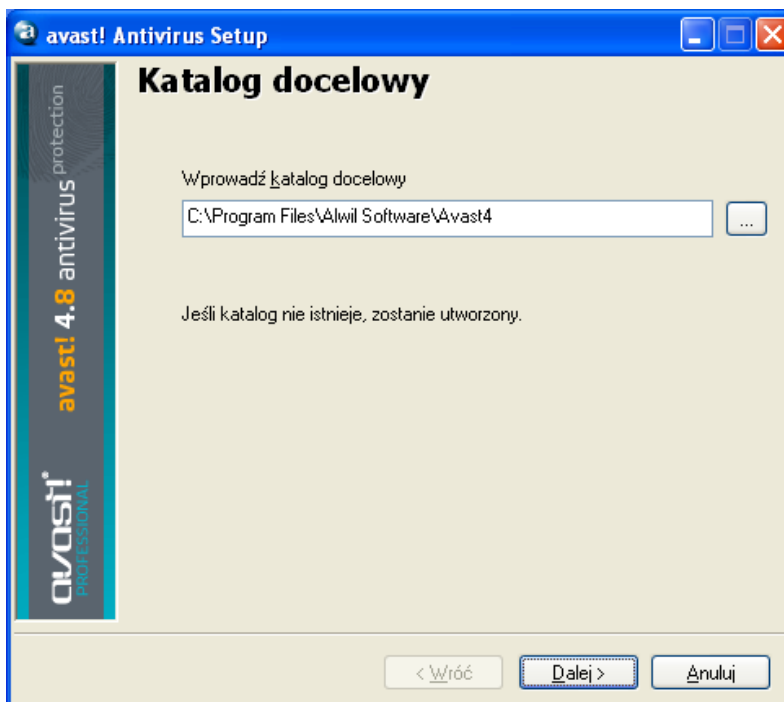 avast! Antivirus Setup
Katalog docelowy
Wprowadź katalog docelowy
C:\Program Files\Alwil Software\Avast4
...
Jeśli katalog nie istnieje, zostanie utworzony.
avast! 4.8 antivirus protection
avast!
PROFESSIONAL
< Wróć
Dalej >
Anuluj